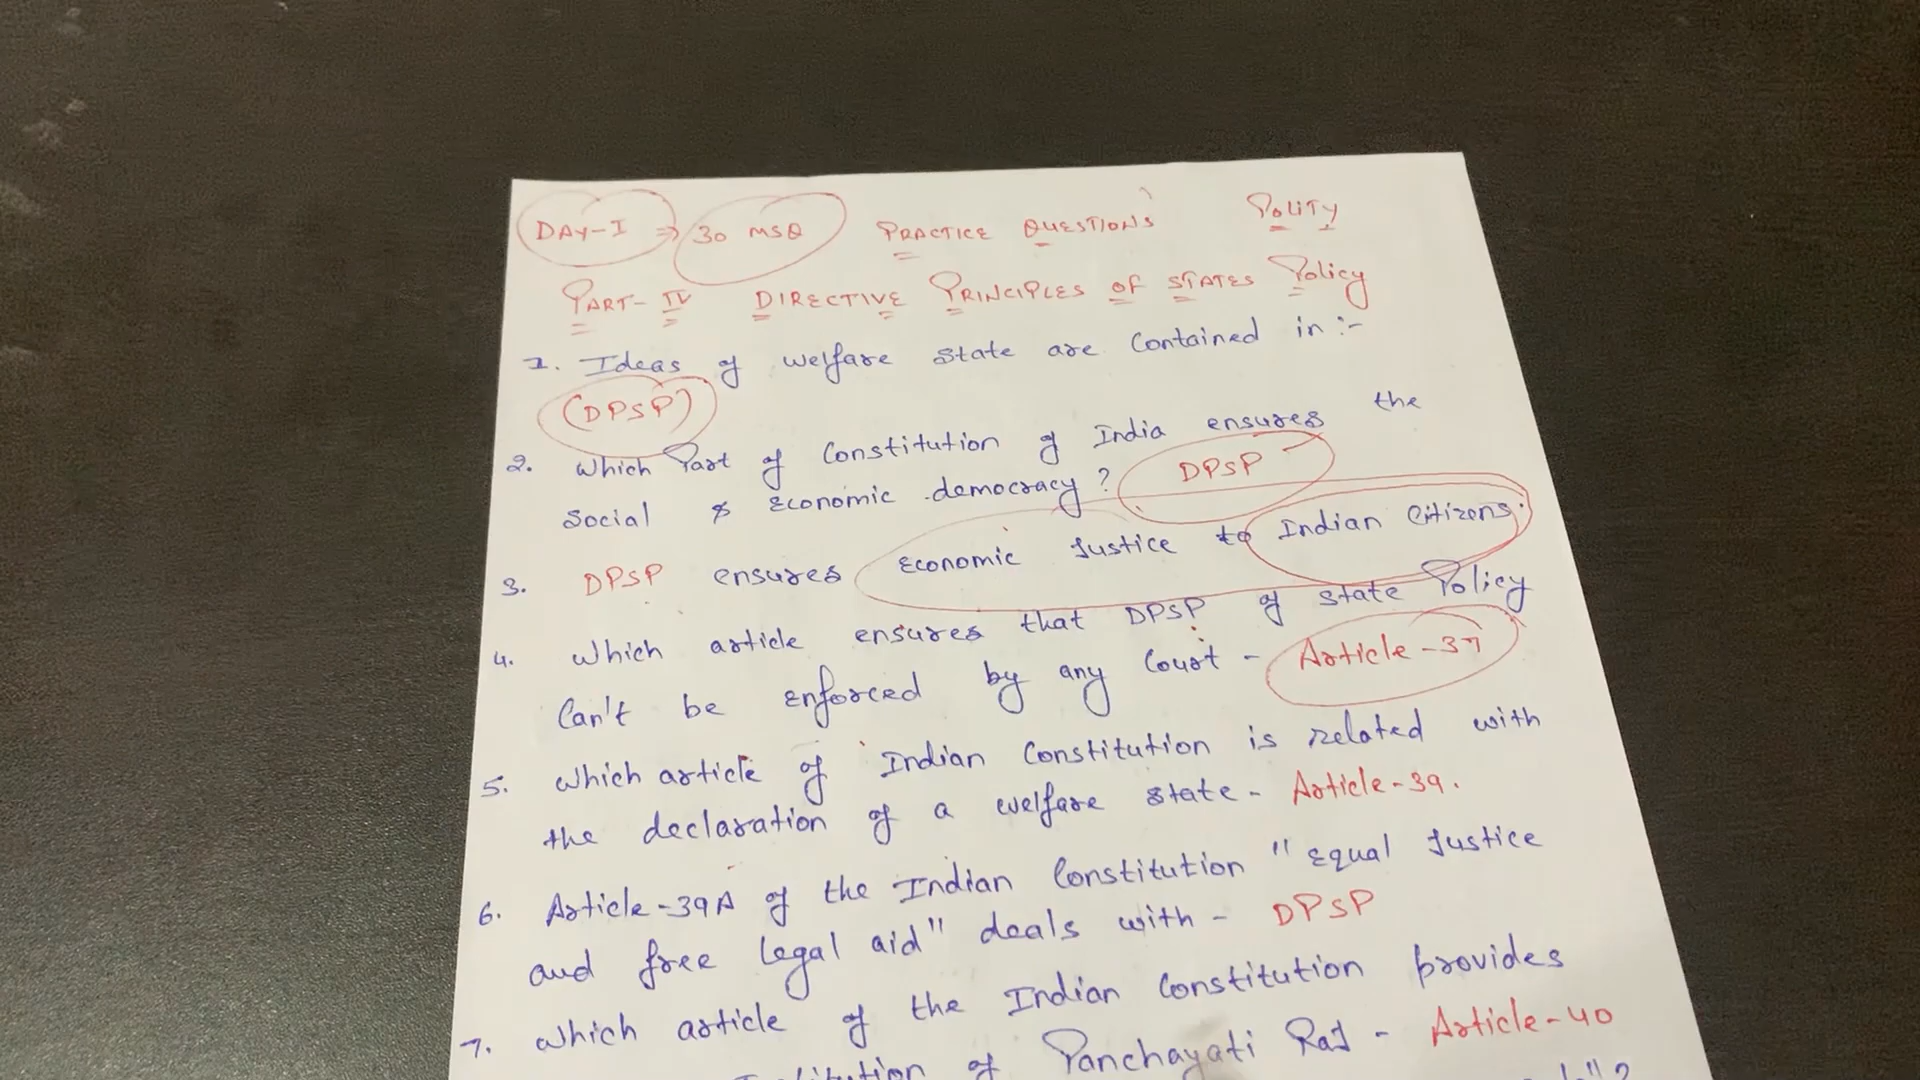 DAY-I ⇒ 30 MSQ PRACTICE QUESTIONS POLITY
PART-IV DIRECTIVE PRINCIPLES OF STATES Policy
1. Ideas of welfare state are contained in :-
(DPSP)
2. Which Part of Constitution of India ensures the
social & Economic democracy? DPSP
3. DPSP ensures Economic Justice to Indian Citizens.
4. Which article ensures that DPSP of state Policy
Can't be enforced by any Court - Article-37
5. Which article of Indian Constitution is related with
the declaration of a welfare state - Article-39.
6. Article-39A of the Indian Constitution "Equal Justice
and free legal aid" deals with - DPSP
7. Which article of the Indian Constitution provides
of Panchayati Raj - Article-40